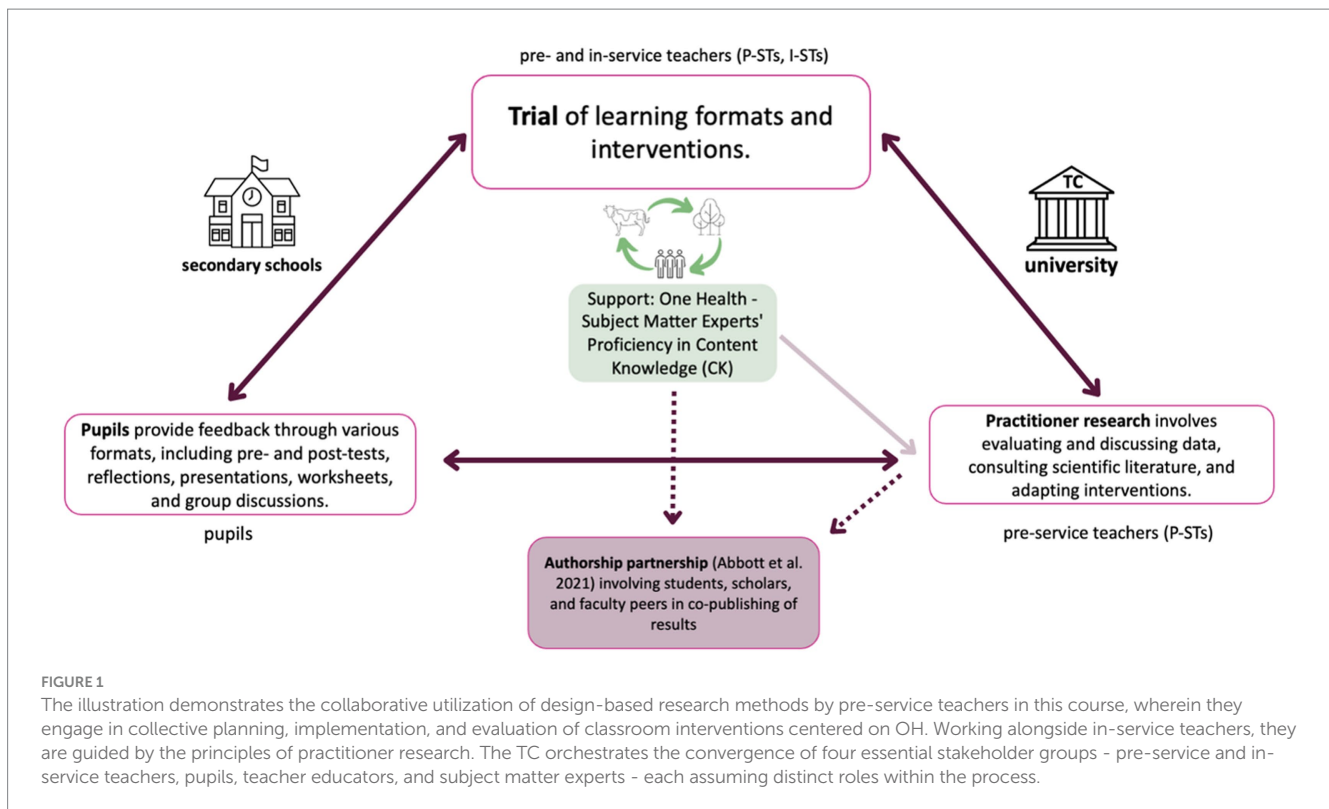 pre- and in-service teachers (P-STs, I-STs)
Trial of learning formats and
interventions.
TC
secondary schools
university
Support: One Health -
Subject Matter Experts'
Proficiency in Content
Knowledge (CK)
Pupils provide feedback through various
formats, including pre- and post-tests,
reflections, presentations, worksheets,
and group discussions.
pupils
Practitioner research involves
evaluating and discussing data,
consulting scientific literature, and
adapting interventions.
pre-service teachers (P-STs)
Authorship partnership (Abbott et al.
2021) involving students, scholars,
and faculty peers in co-publishing of
results
FIGURE 1
The illustration demonstrates the collaborative utilization of design-based research methods by pre-service teachers in this course, wherein they
engage in collective planning, implementation, and evaluation of classroom interventions centered on OH. Working alongside in-service teachers, they
are guided by the principles of practitioner research. The TC orchestrates the convergence of four essential stakeholder groups - pre-service and in-
service teachers, pupils, teacher educators, and subject matter experts - each assuming distinct roles within the process.